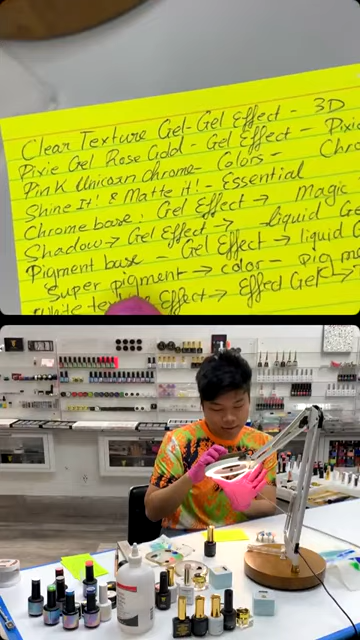 Clear Texture Gel - Gel Effect - 3D
Pixie Gel Rose Gold - Gel Effect - Pixie
Pink Unicorn Chrome - Colors - Chro
Shine It! & Matte it! - Essential
Chrome base: Gel Effect → Magic
Shadow → Gel Effect → liquid Ge
Pigment base - Gel Effect → liquid G
Super pigment → color - pigme
White Effect → Effect Gel →